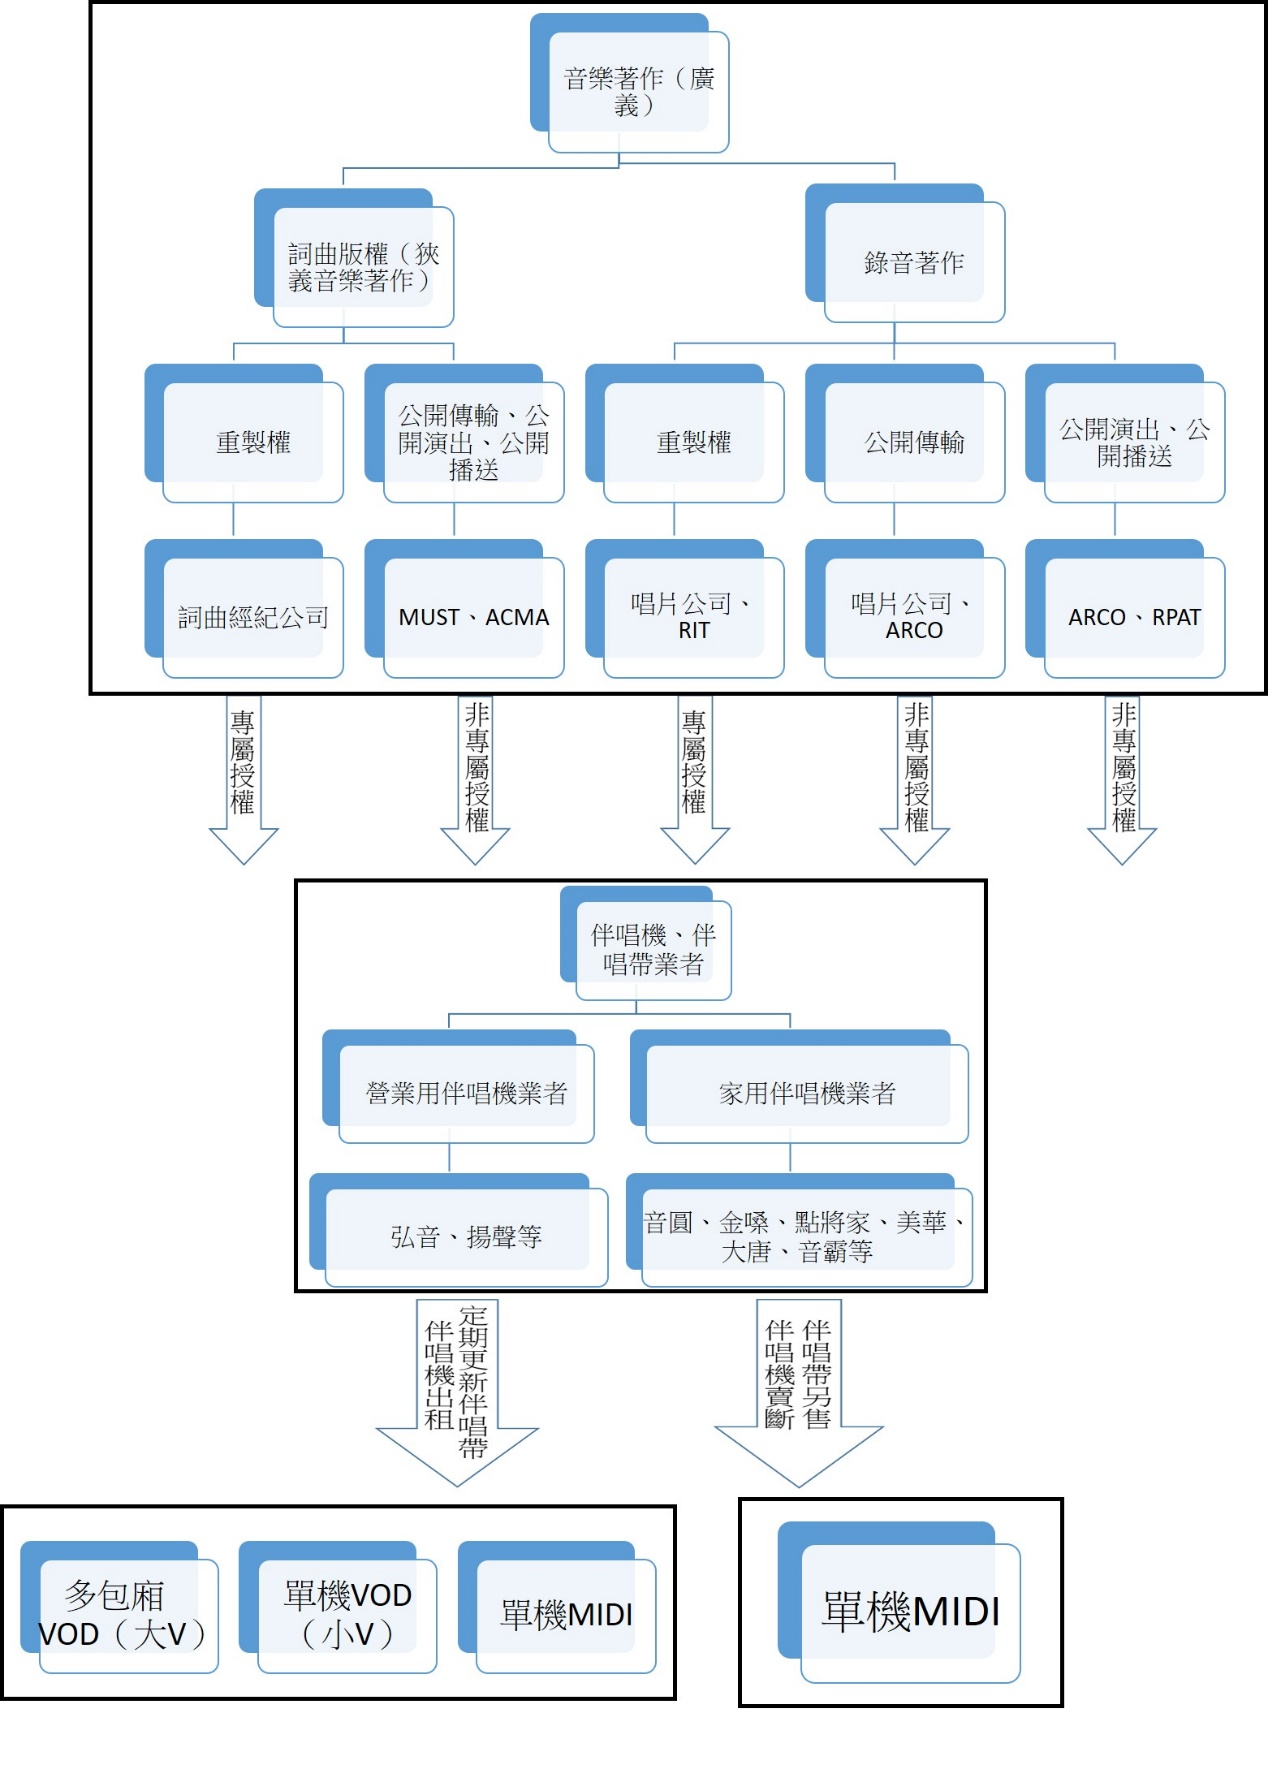 音樂著作（廣
義）
詞曲版權（狹
義音樂著作）
錄音著作
重製權
公開傳輸、公
開演出、公開
播送
重製權
公開傳輸
公開演出、公
開播送
詞曲經紀公司
MUST、ACMA
唱片公司、
RIT
唱片公司、
ARCO
ARCO、RPAT
專屬授權
非專屬授權
專屬授權
非專屬授權
非專屬授權
伴唱機、伴
唱帶業者
營業用伴唱機業者
家用伴唱機業者
弘音、揚聲等
音圓、金嗓、點將家、美華、
大唐、音霸等
定期更新伴唱帶
伴唱機出租
伴唱帶另售
伴唱機賣斷
多包廂
VOD（大V）
單機VOD
（小V）
單機MIDI
單機MIDI